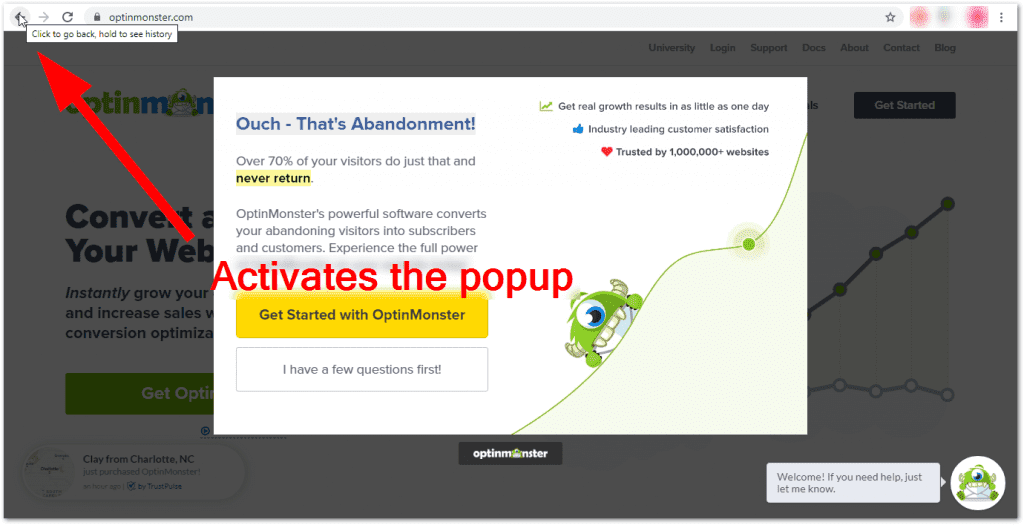 optinmonster.com
Click to go back, hold to see history
University Login Support Docs About Contact Blog
Get Started
Ouch - That's Abandonment!
Over 70% of your visitors do just that and
never return.
OptinMonster's powerful software converts
your abandoning visitors into subscribers
and customers. Experience the full power
Get real growth results in as little as one day
Industry leading customer satisfaction
Trusted by 1,000,000+ websites
Convert a
Your Web
Instantly grow your
and increase sales w
conversion optimiza
Activates the popup
Get Started with OptinMonster
I have a few questions first!
Get Opti
optinmonster
Clay from Charlotte, NC
just purchased OptinMonster!
an hour ago | by TrustPulse
Welcome! If you need help, just
let me know.